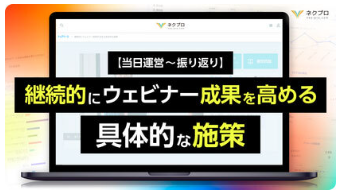 ネクプロ
【当日運営～振り返り】
継続的にウェビナー成果を高める
具体的な施策